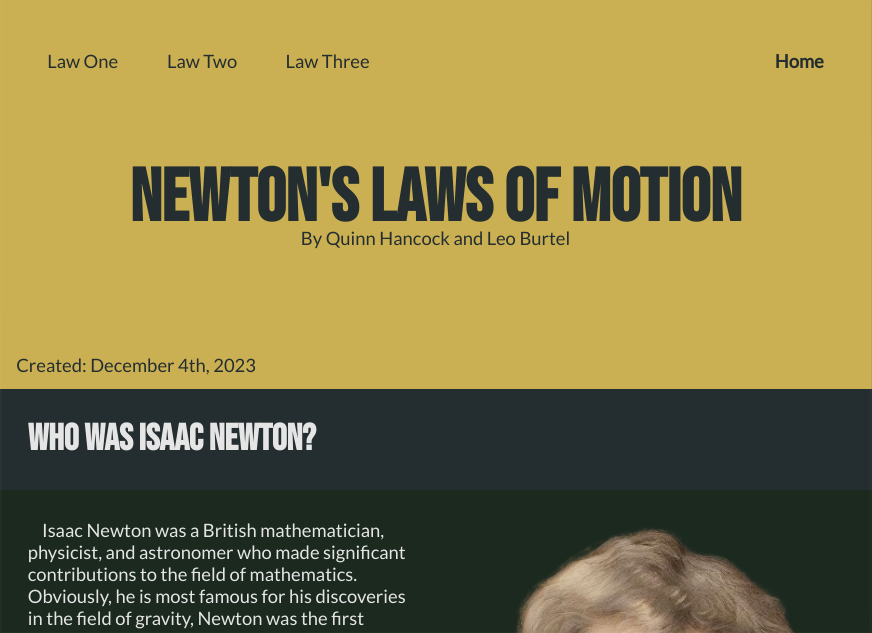 Law One Law Two Law Three Home
NEWTON'S LAWS OF MOTION
By Quinn Hancock and Leo Burtel
Created: December 4th, 2023
WHO WAS ISAAC NEWTON?
Isaac Newton was a British mathematician,
physicist, and astronomer who made significant
contributions to the field of mathematics.
Obviously, he is most famous for his discoveries
in the field of gravity, Newton was the first